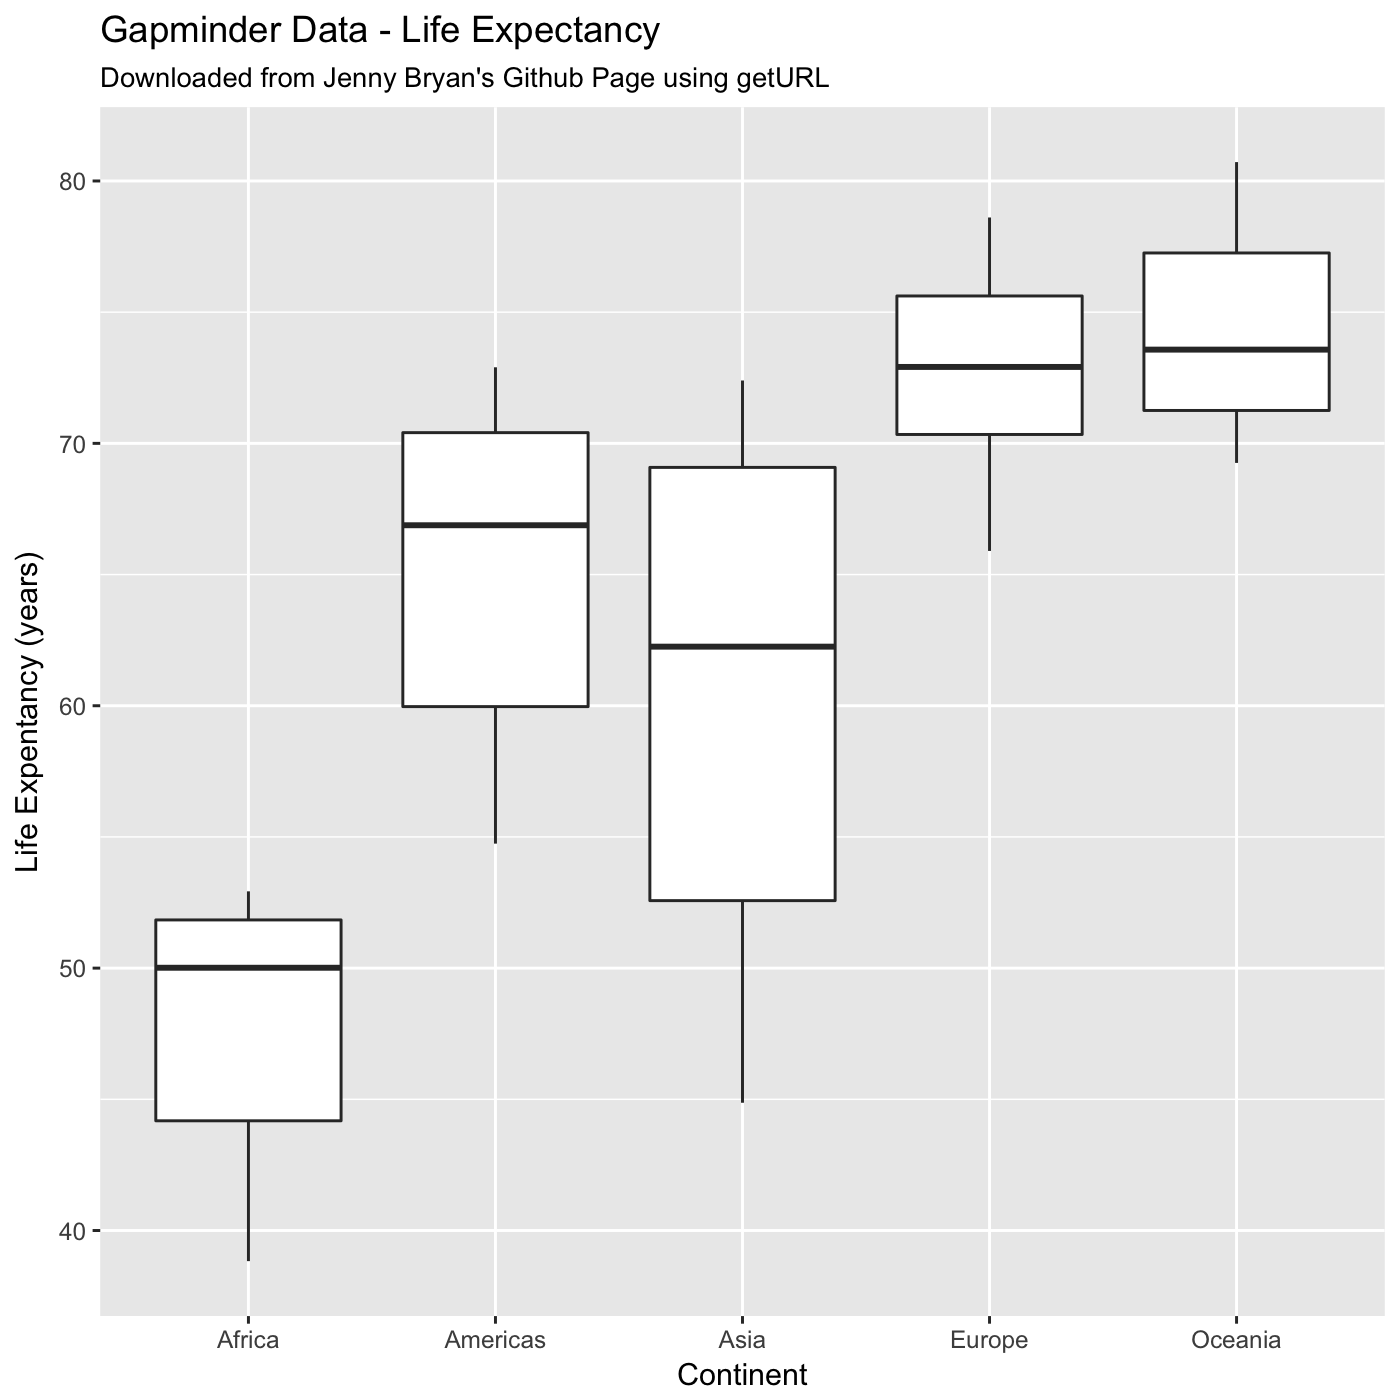 Gapminder Data - Life Expectancy
Downloaded from Jenny Bryan's Github Page using getURL
Life Expentancy (years)
80
70
60
50
40
Africa
Americas
Asia
Europe
Oceania
Continent